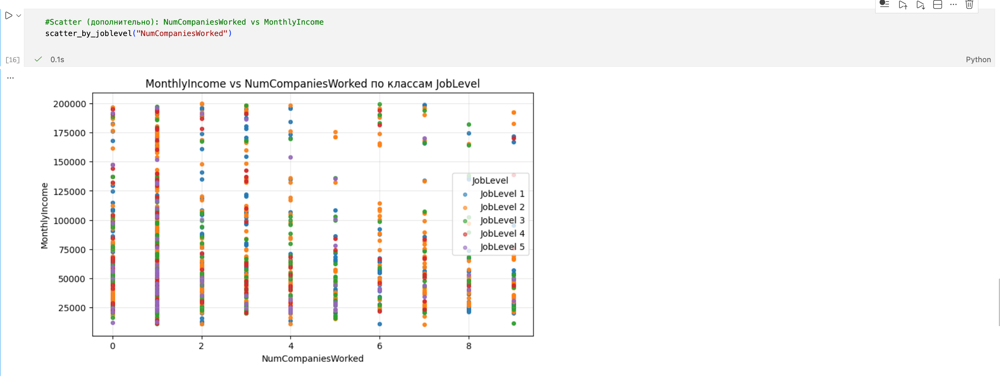 #Scatter (дополнительно): NumCompaniesWorked vs MonthlyIncome
scatter_by_joblevel("NumCompaniesWorked")
[16]
0.1s
Python
MonthlyIncome vs NumCompaniesWorked по классам JobLevel
200000
175000
150000
125000
100000
75000
50000
25000
MonthlyIncome
JobLevel
JobLevel 1
JobLevel 2
JobLevel 3
JobLevel 4
JobLevel 5
0 2 4 6 8
NumCompaniesWorked